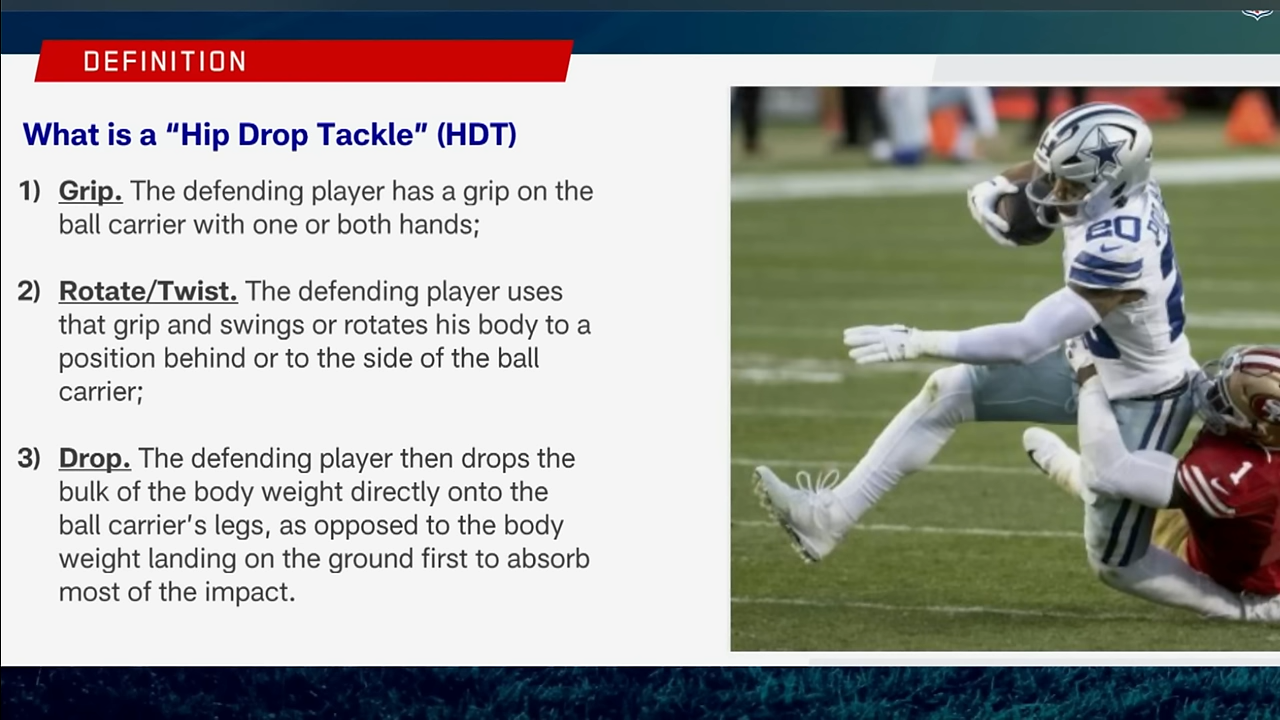 DEFINITION
What is a “Hip Drop Tackle” (HDT)
1) Grip. The defending player has a grip on the
ball carrier with one or both hands;
2) Rotate/Twist. The defending player uses
that grip and swings or rotates his body to a
position behind or to the side of the ball
carrier;
3) Drop. The defending player then drops the
bulk of the body weight directly onto the
ball carrier’s legs, as opposed to the body
weight landing on the ground first to absorb
most of the impact.
20
1